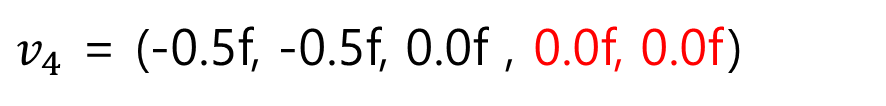 v₄ = (-0.5f, -0.5f, 0.0f , 0.0f, 0.0f)